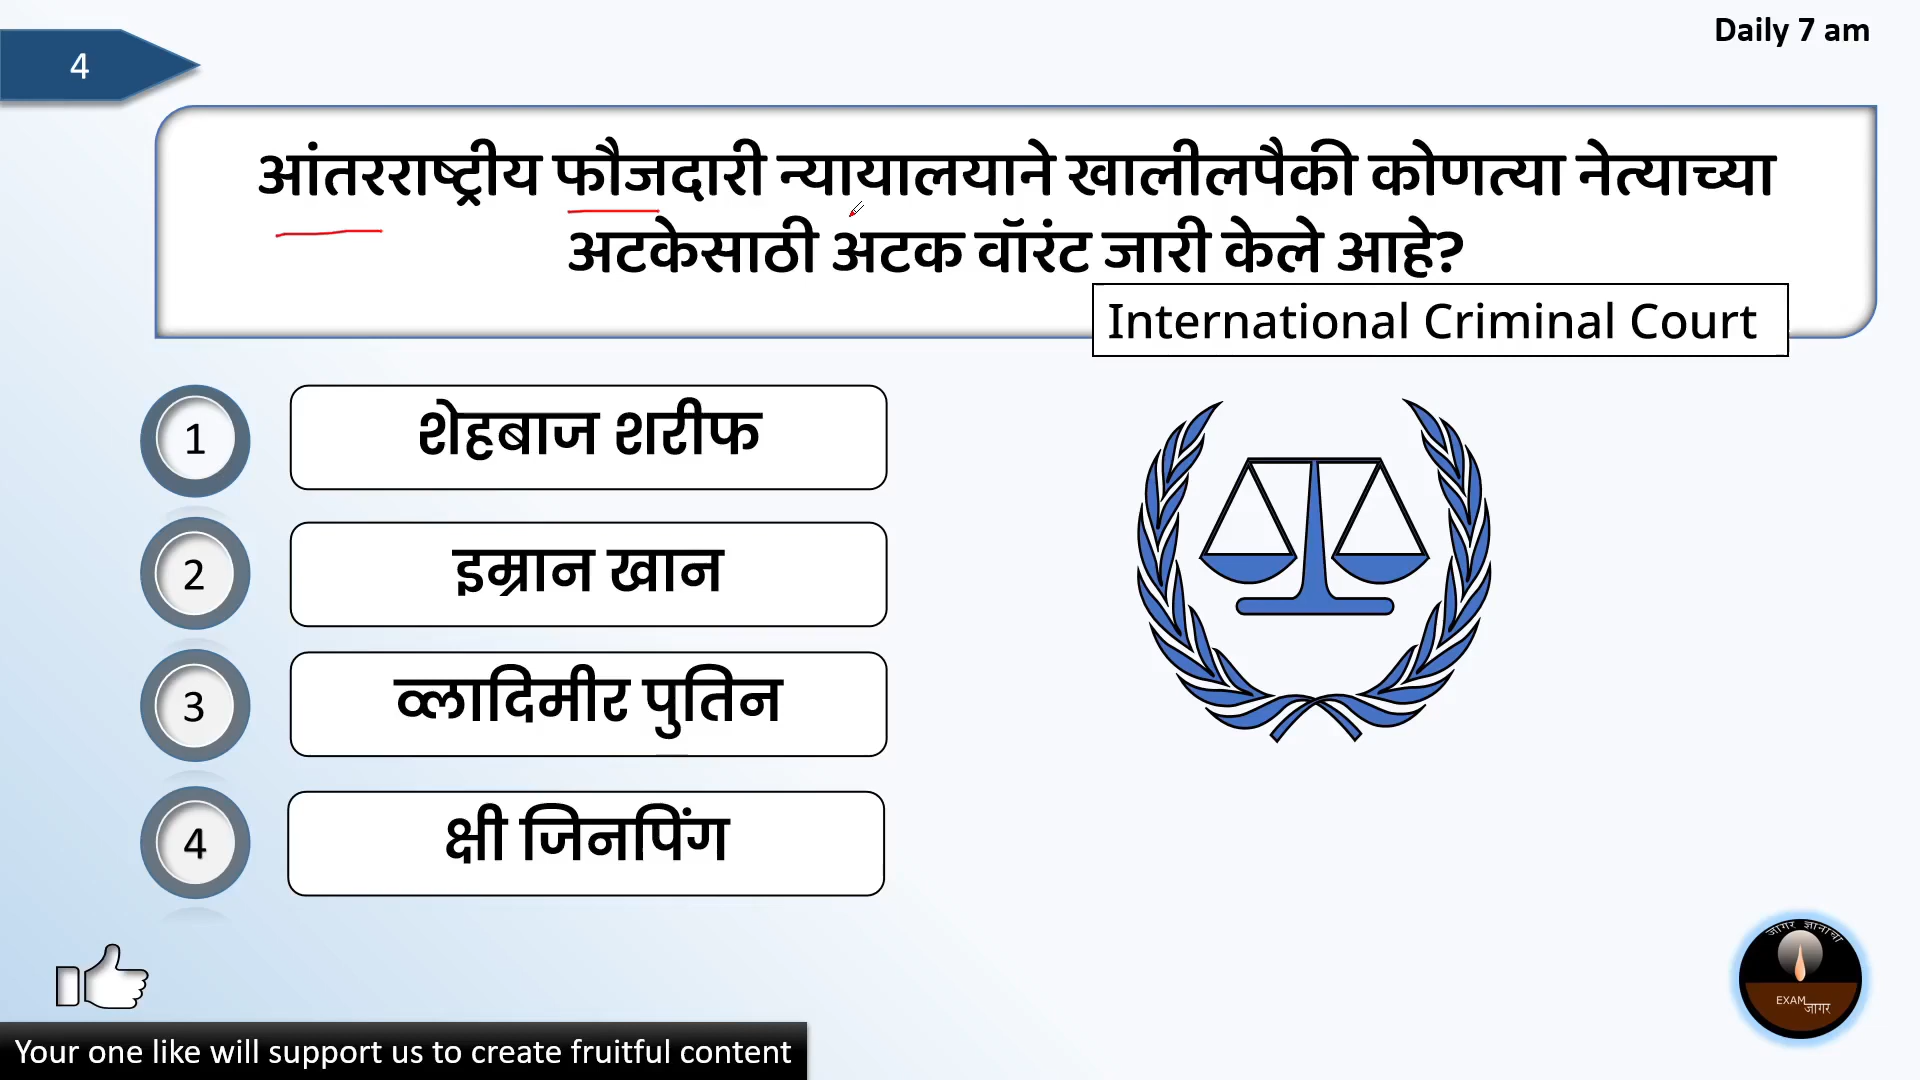 Daily 7 am
4
आंतरराष्ट्रीय फौजदारी न्यायालयाने खालीलपैकी कोणत्या नेत्याच्या
अटकेसाठी अटक वॉरंट जारी केले आहे?
International Criminal Court
1
शेहबाज शरीफ
2
इम्रान खान
3
व्लादिमीर पुतिन
4
क्षी जिनपिंग
जागर ज्ञानाचा
EXAM
जागर
Your one like will support us to create fruitful content